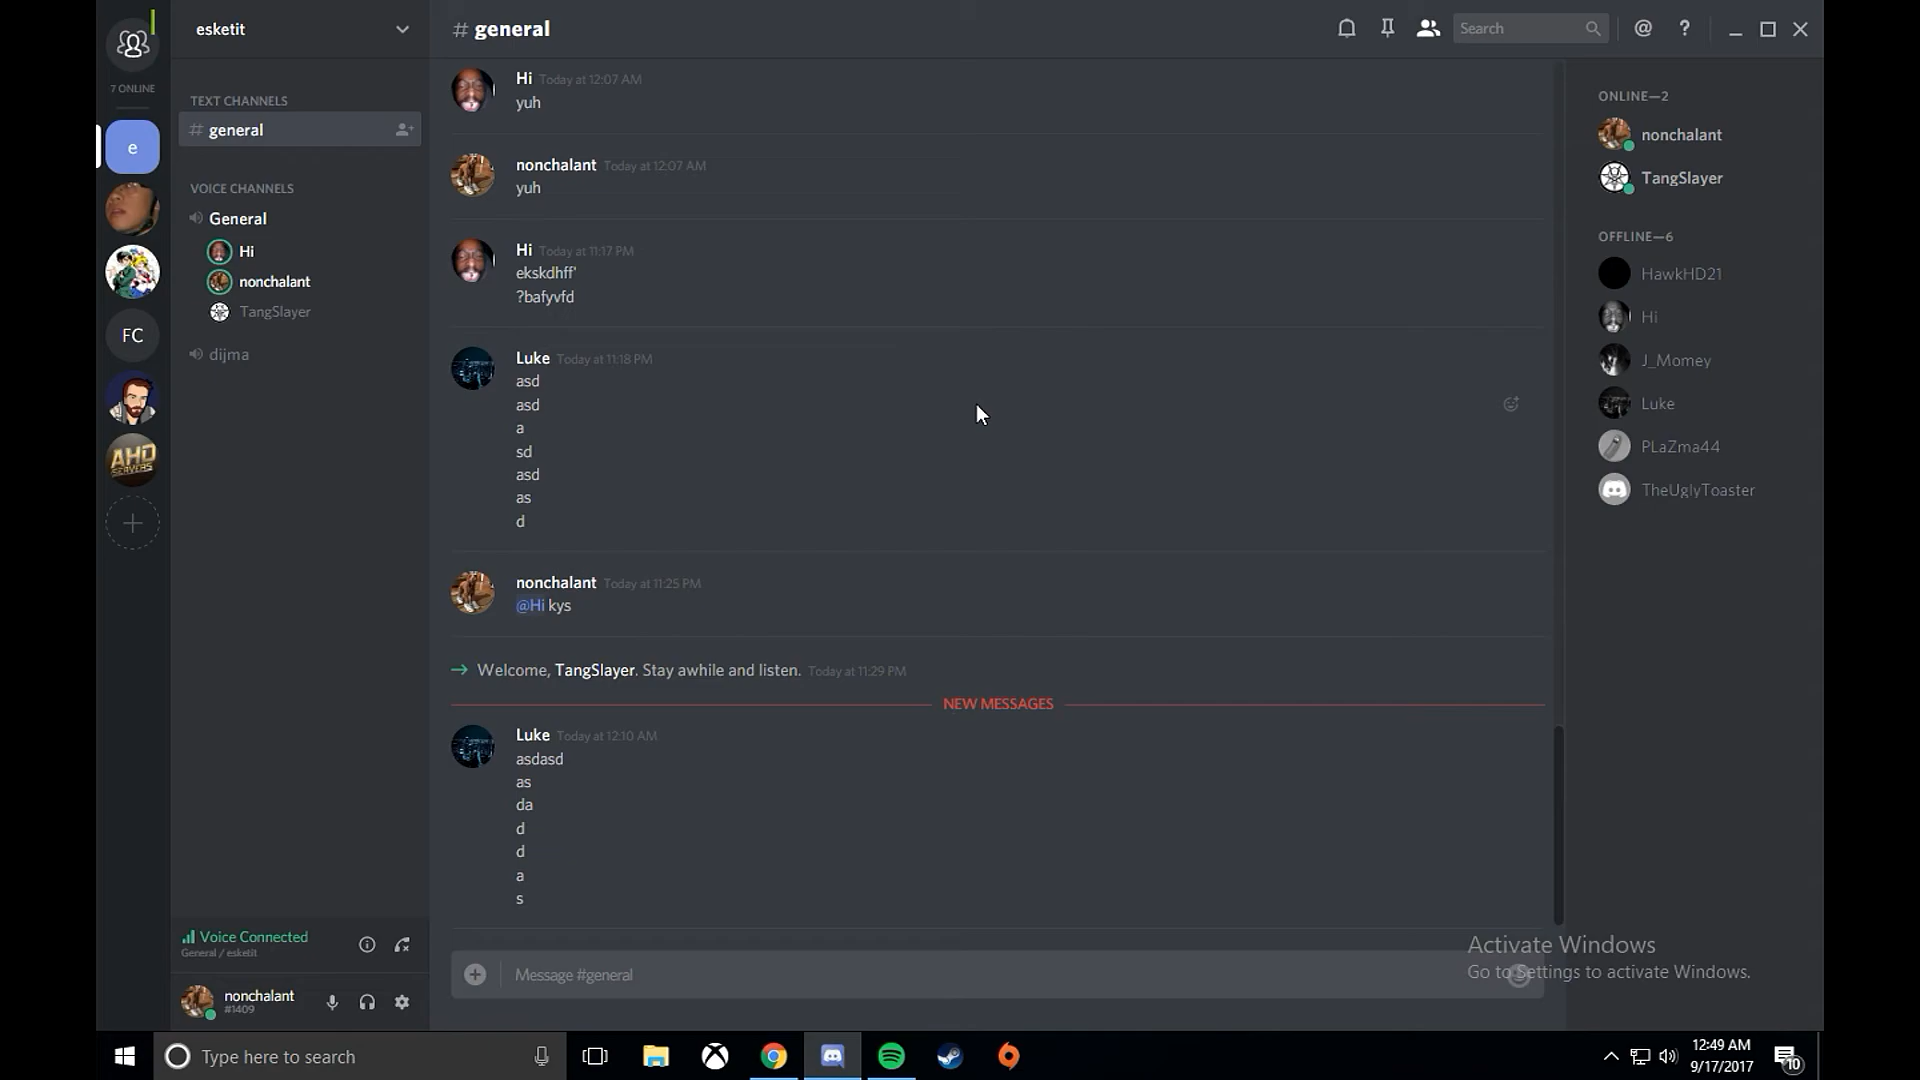 esketit
# general
Search
@
?
7 ONLINE
TEXT CHANNELS
# general
e
VOICE CHANNELS
General
Hi
nonchalant
TangSlayer
FC
dijma
AHD
SERVERS
Hi Today at 12:07 AM
yuh
nonchalant Today at 12:07 AM
yuh
Hi Today at 11:17 PM
ekskdhff'
?bafyvfd
Luke Today at 11:18 PM
asd
asd
a
sd
asd
as
d
nonchalant Today at 11:25 PM
@Hi kys
Welcome, TangSlayer. Stay awhile and listen. Today at 11:29 PM
NEW MESSAGES
Luke Today at 12:10 AM
asdasd
as
da
d
d
a
s
Message #general
ONLINE—2
nonchalant
TangSlayer
OFFLINE—6
HawkHD21
Hi
J_Momey
Luke
PLaZma44
TheUglyToaster
Voice Connected
General / esketit
nonchalant
#1409
Activate Windows
Go to Settings to activate Windows.
Type here to search
12:49 AM
9/17/2017
10